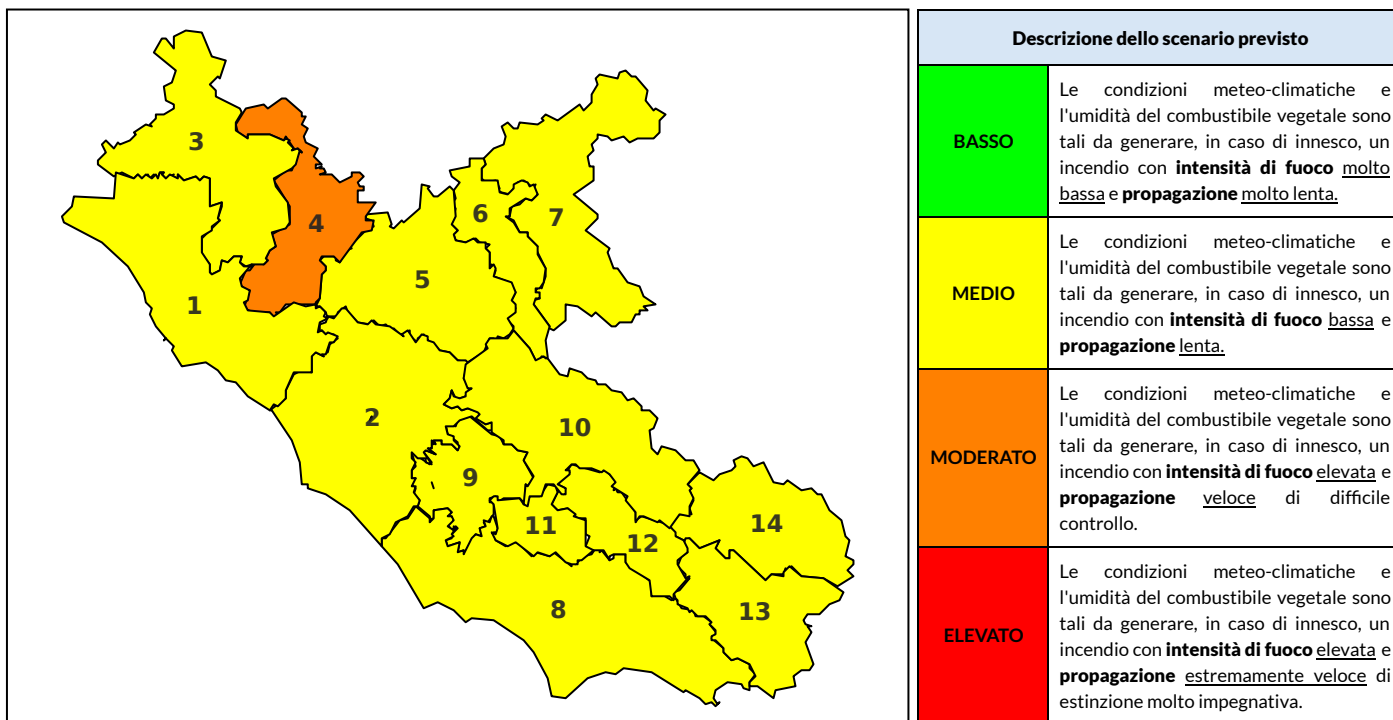 3
4
6
7
5
1
2
10
9
11
12
14
8
13
Descrizione dello scenario previsto
BASSO
Le condizioni meteo-climatiche e
l'umidità del combustibile vegetale sono
tali da generare, in caso di innesco, un
incendio con intensità di fuoco molto
bassa e propagazione molto lenta.
MEDIO
Le condizioni meteo-climatiche e
l'umidità del combustibile vegetale sono
tali da generare, in caso di innesco, un
incendio con intensità di fuoco bassa e
propagazione lenta.
MODERATO
Le condizioni meteo-climatiche e
l'umidità del combustibile vegetale sono
tali da generare, in caso di innesco, un
incendio con intensità di fuoco elevata e
propagazione veloce di difficile
controllo.
ELEVATO
Le condizioni meteo-climatiche e
l'umidità del combustibile vegetale sono
tali da generare, in caso di innesco, un
incendio con intensità di fuoco elevata e
propagazione estremamente veloce di
estinzione molto impegnativa.